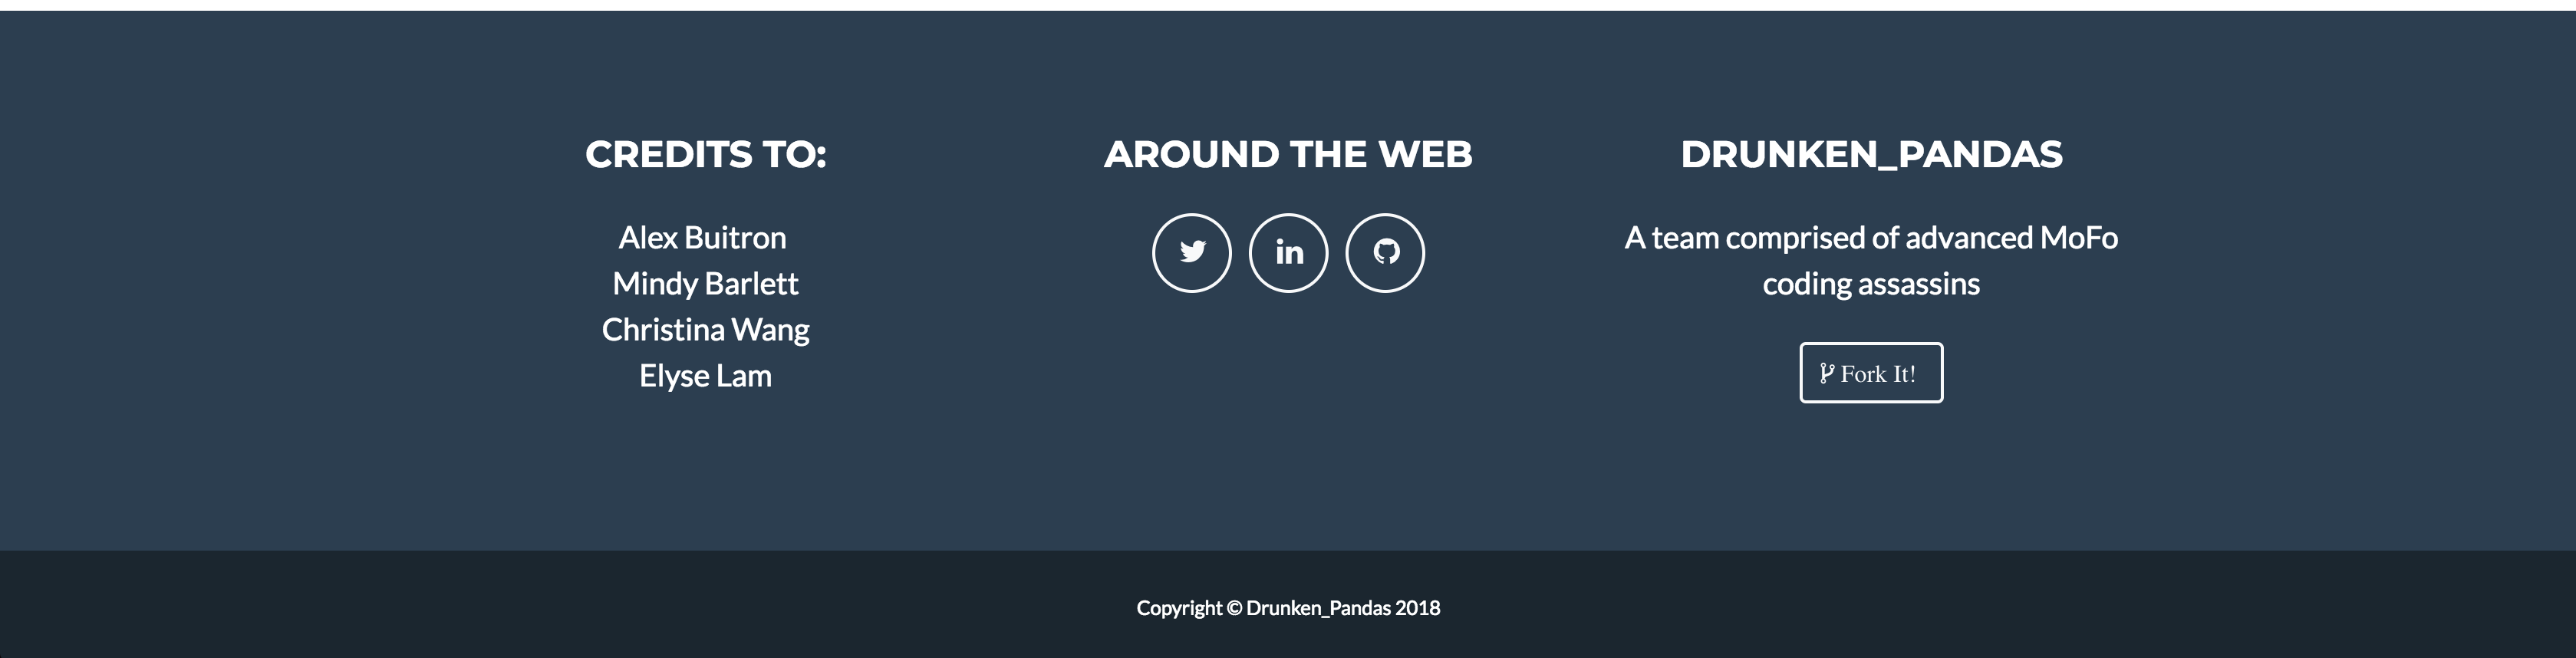 CREDITS TO:
Alex Buitron
Mindy Barlett
Christina Wang
Elyse Lam
AROUND THE WEB
in
DRUNKEN_PANDAS
A team comprised of advanced MoFo
coding assassins
Fork It!
Copyright © Drunken_Pandas 2018